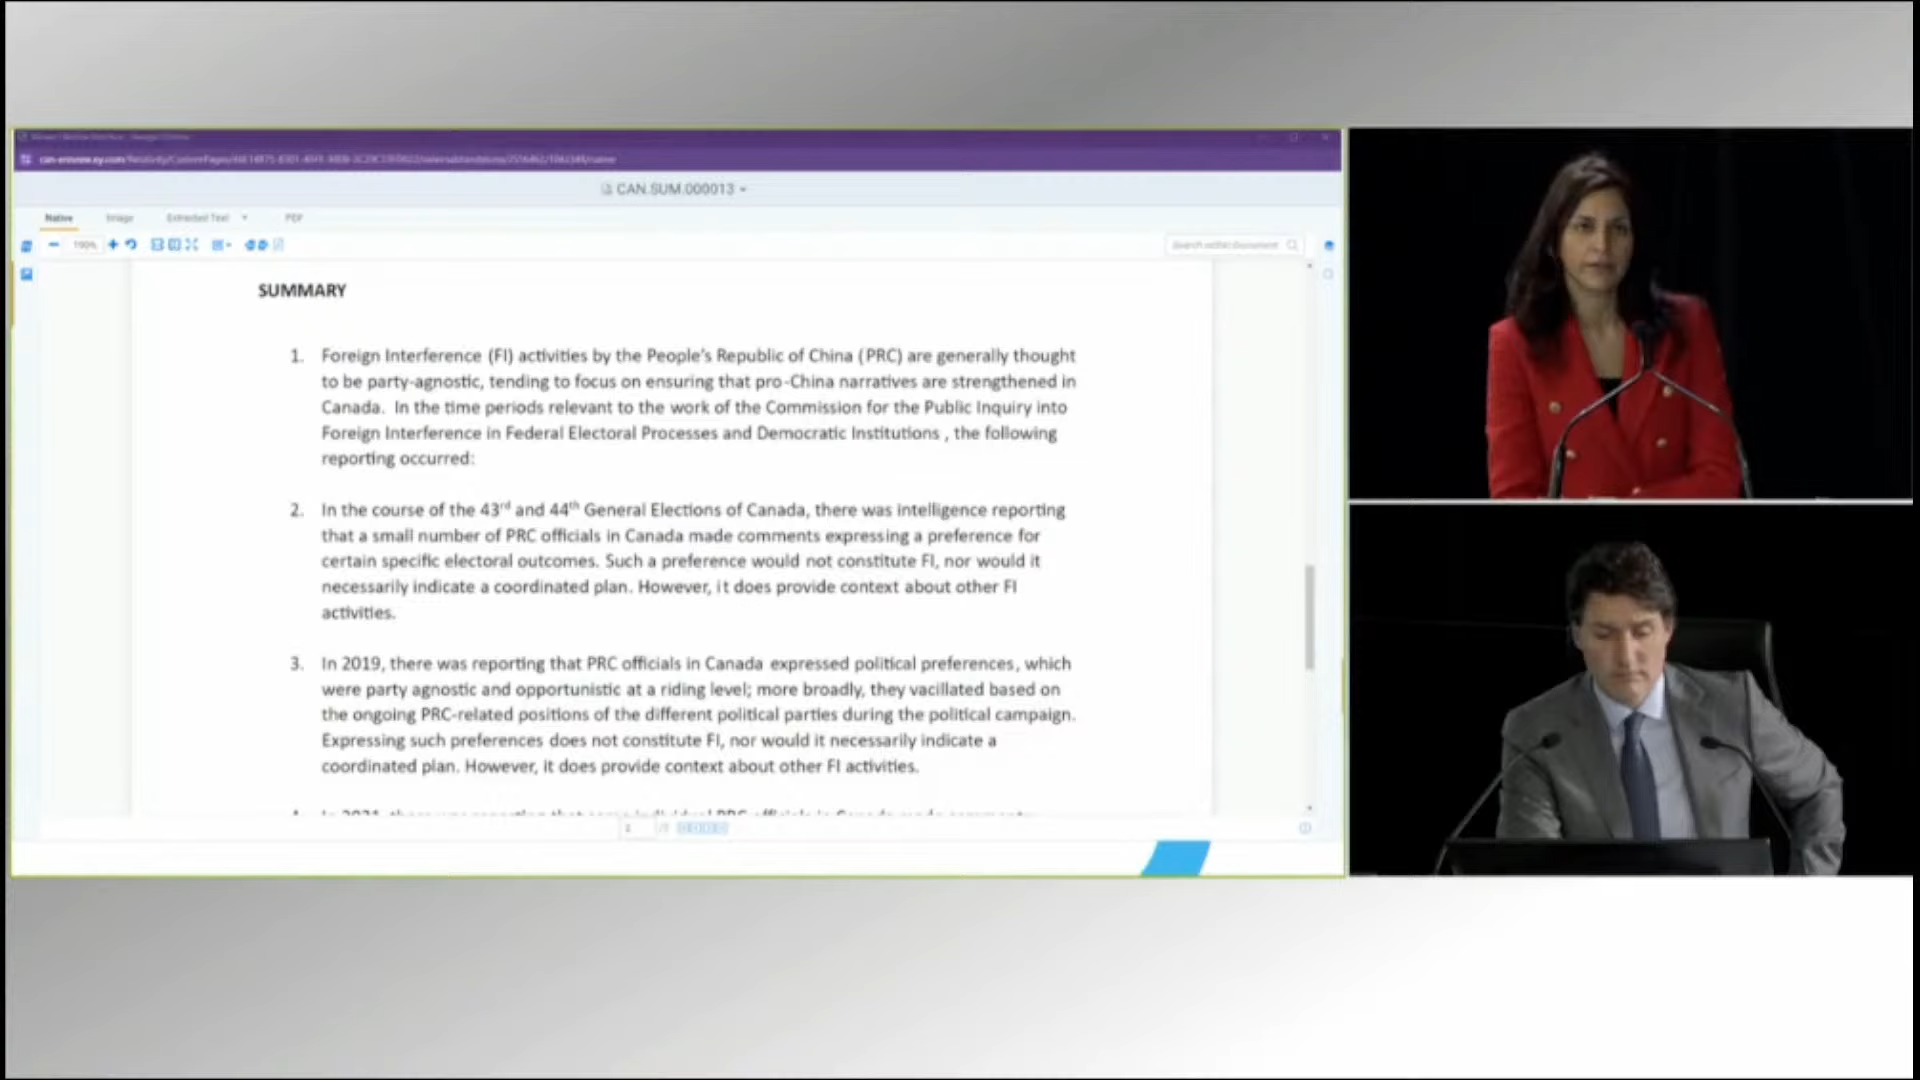 CAN.SUM.000013
Native Image Extracted Text PDF
190%
Search within Document
SUMMARY
1. Foreign Interference (FI) activities by the People's Republic of China (PRC) are generally thought
to be party-agnostic, tending to focus on ensuring that pro-China narratives are strengthened in
Canada. In the time periods relevant to the work of the Commission for the Public Inquiry into
Foreign Interference in Federal Electoral Processes and Democratic Institutions , the following
reporting occurred:
2. In the course of the 43rd and 44th General Elections of Canada, there was intelligence reporting
that a small number of PRC officials in Canada made comments expressing a preference for
certain specific electoral outcomes. Such a preference would not constitute FI, nor would it
necessarily indicate a coordinated plan. However, it does provide context about other FI
activities.
3. In 2019, there was reporting that PRC officials in Canada expressed political preferences, which
were party agnostic and opportunistic at a riding level; more broadly, they vacillated based on
the ongoing PRC-related positions of the different political parties during the political campaign.
Expressing such preferences does not constitute FI, nor would it necessarily indicate a
coordinated plan. However, it does provide context about other FI activities.